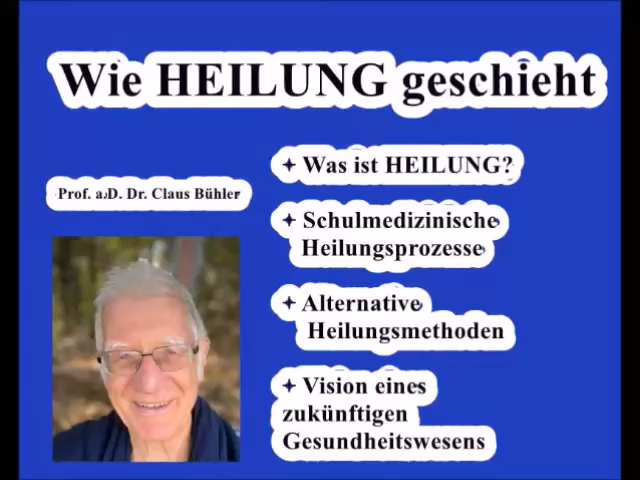 Wie HEILUNG geschieht
Prof. a.D. Dr. Claus Bühler
+ Was ist HEILUNG?
+ Schulmedizinische
Heilungsprozesse
+ Alternative
Heilungsmethoden
+ Vision eines
zukünftigen
Gesundheitswesens